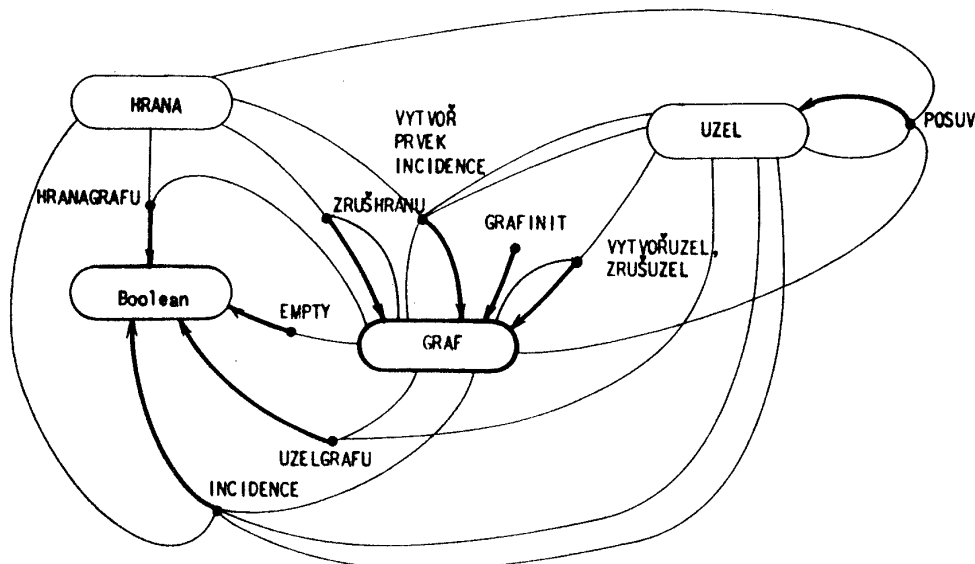 HRANA
VYTVOŘ
PRVEK
INCIDENCE
UZEL
POSUV
HRANAGRAFU
ZRUŠHRANU
GRAFINIT
VYTVOŘUZEL,
ZRUŠUZEL
Boolean
EMPTY
GRAF
UZELGRAFU
INCIDENCE